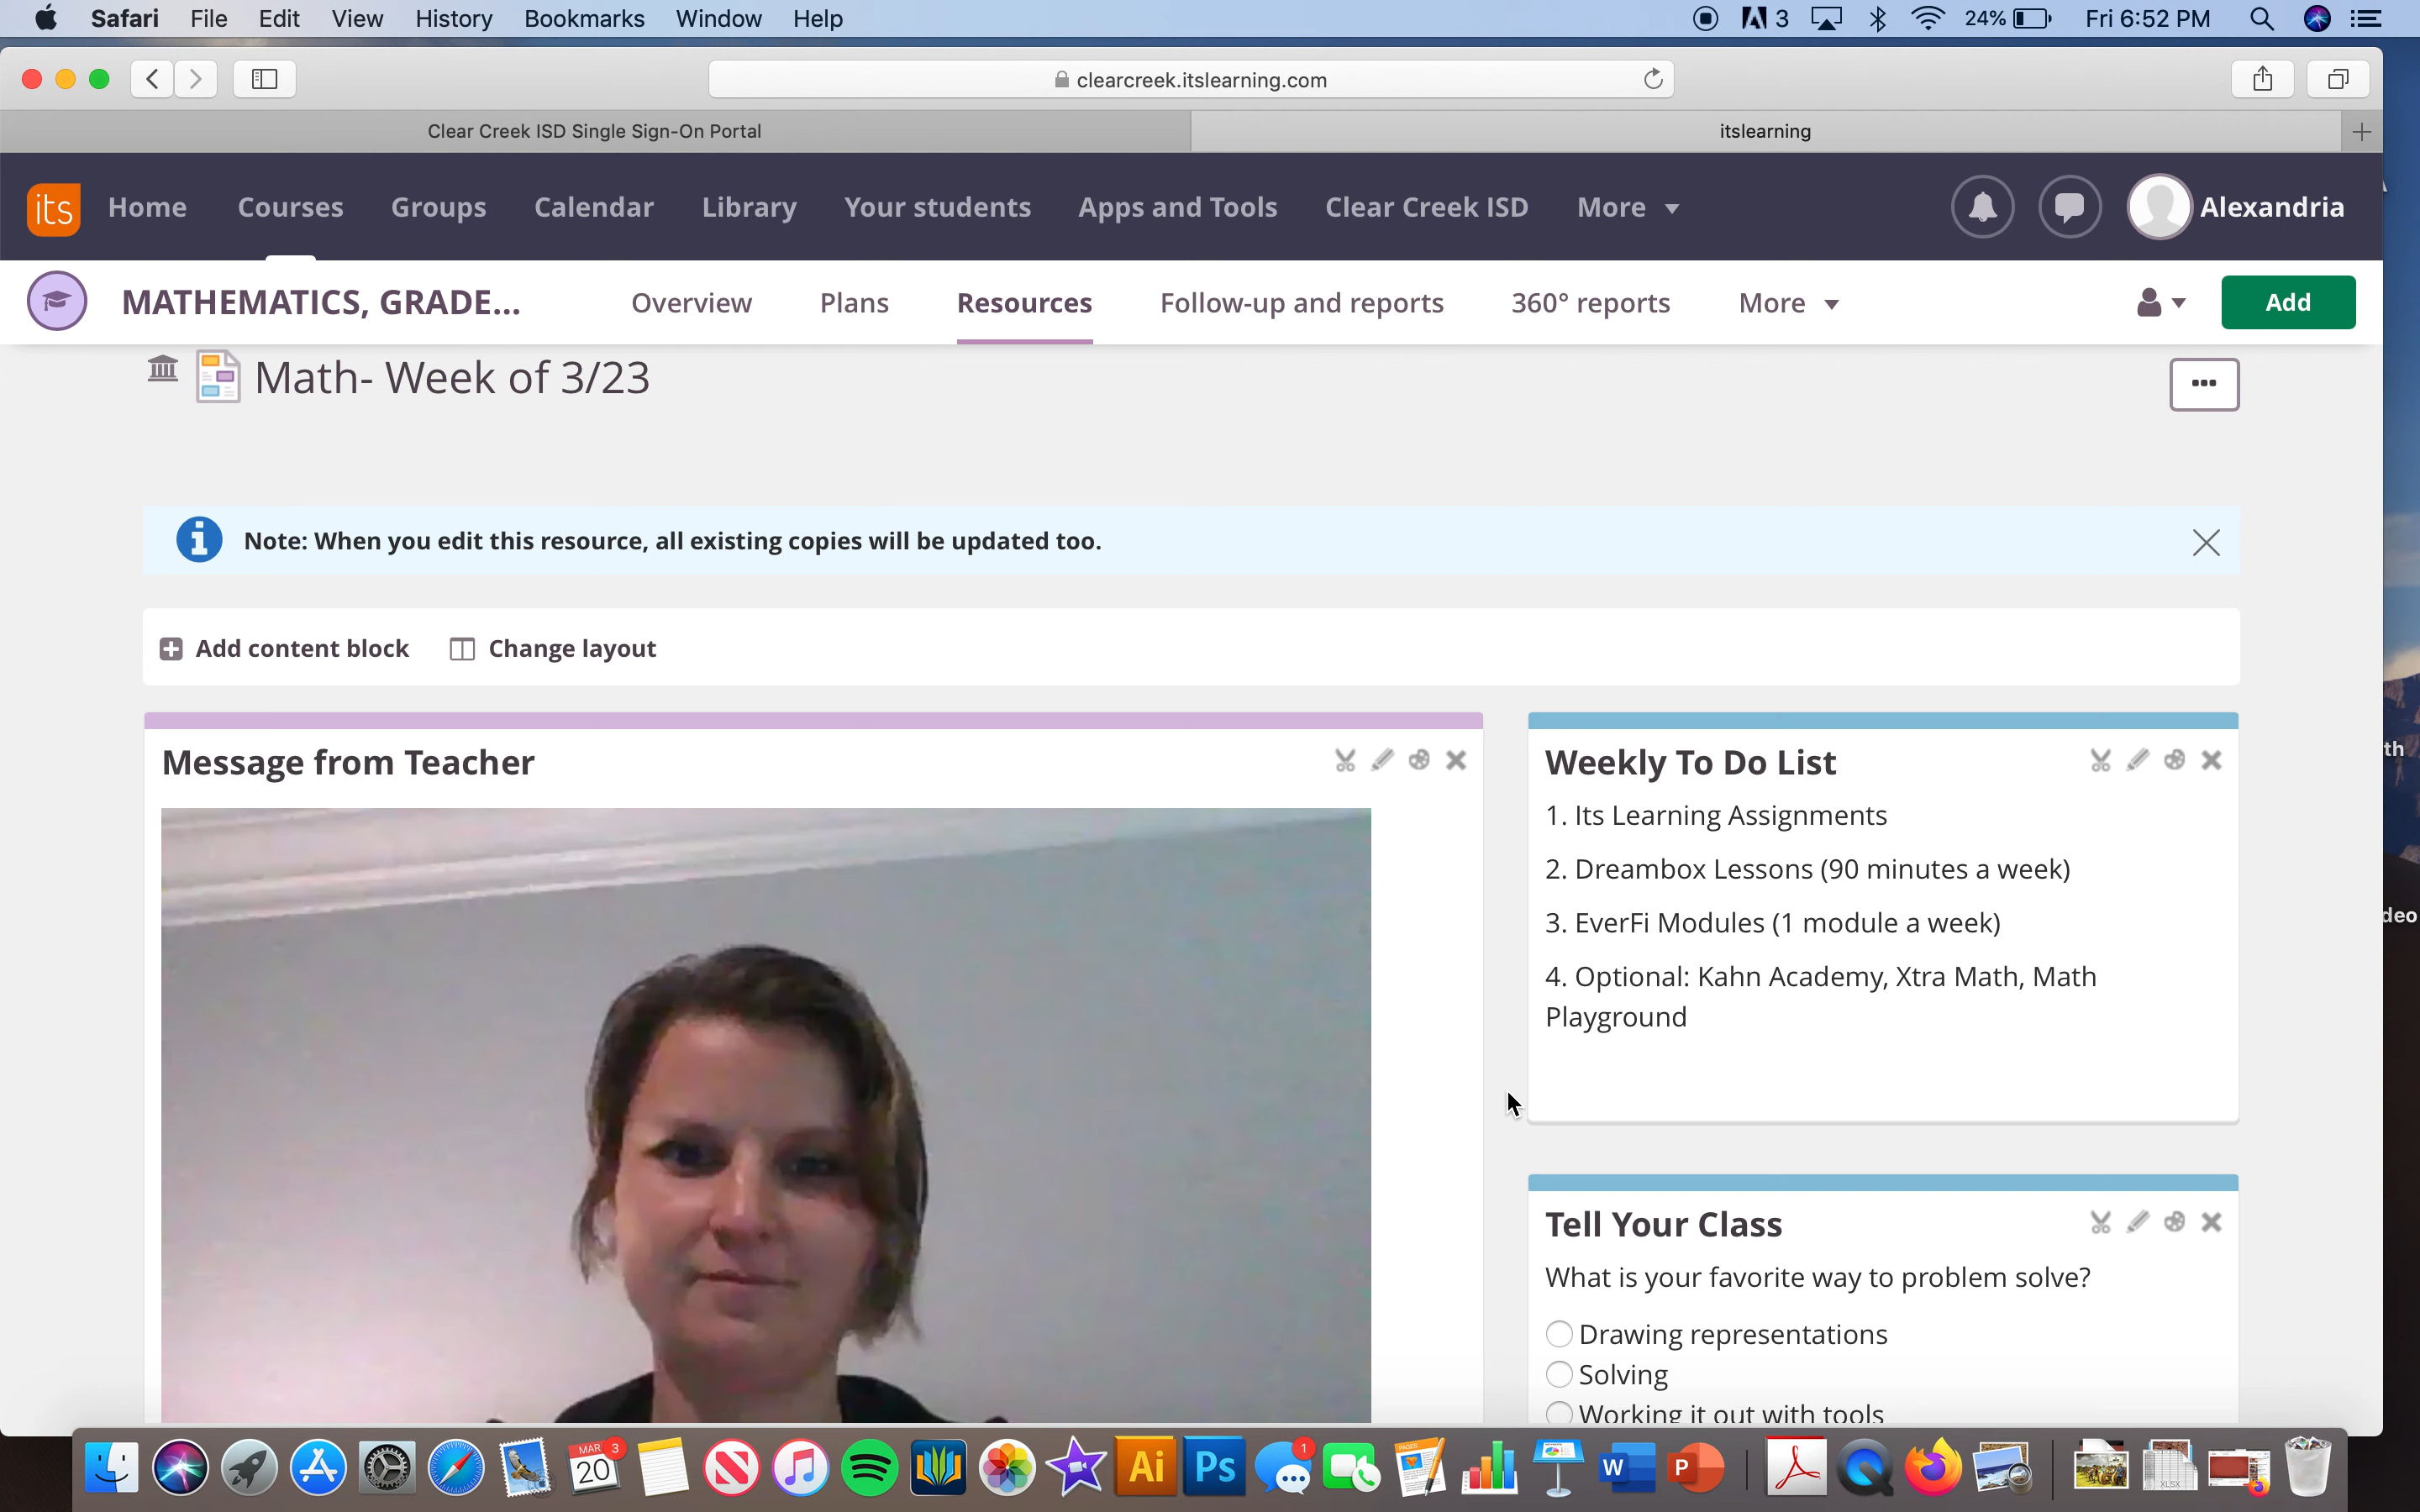 Safari File Edit View History Bookmarks Window Help 3 24% Fri 6:52 PM
clearcreek.itslearning.com
Clear Creek ISD Single Sign-On Portal itslearning
its Home Courses Groups Calendar Library Your students Apps and Tools Clear Creek ISD More Alexandria
MATHEMATICS, GRADE... Overview Plans Resources Follow-up and reports 360° reports More Add
Math- Week of 3/23
Note: When you edit this resource, all existing copies will be updated too.
Add content block Change layout
Message from Teacher
Weekly To Do List
1. Its Learning Assignments
2. Dreambox Lessons (90 minutes a week)
3. EverFi Modules (1 module a week)
4. Optional: Kahn Academy, Xtra Math, Math
Playground
Tell Your Class
What is your favorite way to problem solve?
Drawing representations
Solving
Working it out with tools
th
deo
MAR 3
20
Ai
Ps
1
PAGES
W
P
XLSX